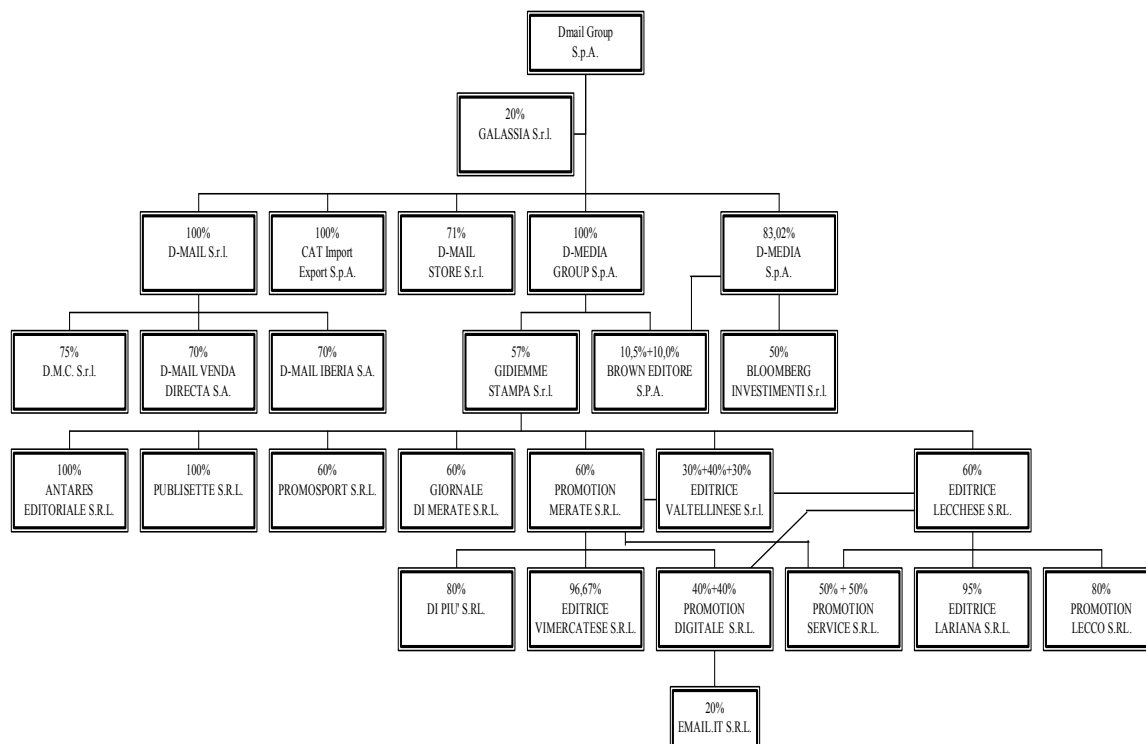 Dmail Group
S.p.A.
20%
GALASSIA S.r.l.
100%
D-MAIL S.r.l.
100%
CAT Import
Export S.p.A.
71%
D-MAIL
STORE S.r.l.
100%
D-MEDIA
GROUP S.p.A.
83,02%
D-MEDIA
S.p.A.
75%
D.M.C. S.r.l.
70%
D-MAIL VENDA
DIRECTA S.A.
70%
D-MAIL IBERIA S.A.
57%
GIDIEMME
STAMPA S.r.l.
10,5%+10,0%
BROWN EDITORE
S.P.A.
50%
BLOOMBERG
INVESTIMENTI S.r.l.
100%
ANTARES
EDITORIALE S.R.L.
100%
PUBLISETTE S.R.L.
60%
PROMOSPORT S.R.L.
60%
GIORNALE
DI MERATE S.R.L.
60%
PROMOTION
MERATE S.R.L.
30%+40%+30%
EDITRICE
VALTELLINESE S.r.l.
60%
EDITRICE
LECCHESE S.RL.
80%
DI PIU' S.RL.
96,67%
EDITRICE
VIMERCATESE S.R.L.
40%+40%
PROMOTION
DIGITALE S.R.L.
50% + 50%
PROMOTION
SERVICE S.R.L.
95%
EDITRICE
LARIANA S.R.L.
80%
PROMOTION
LECCO S.RL.
20%
EMAIL.IT S.R.L.